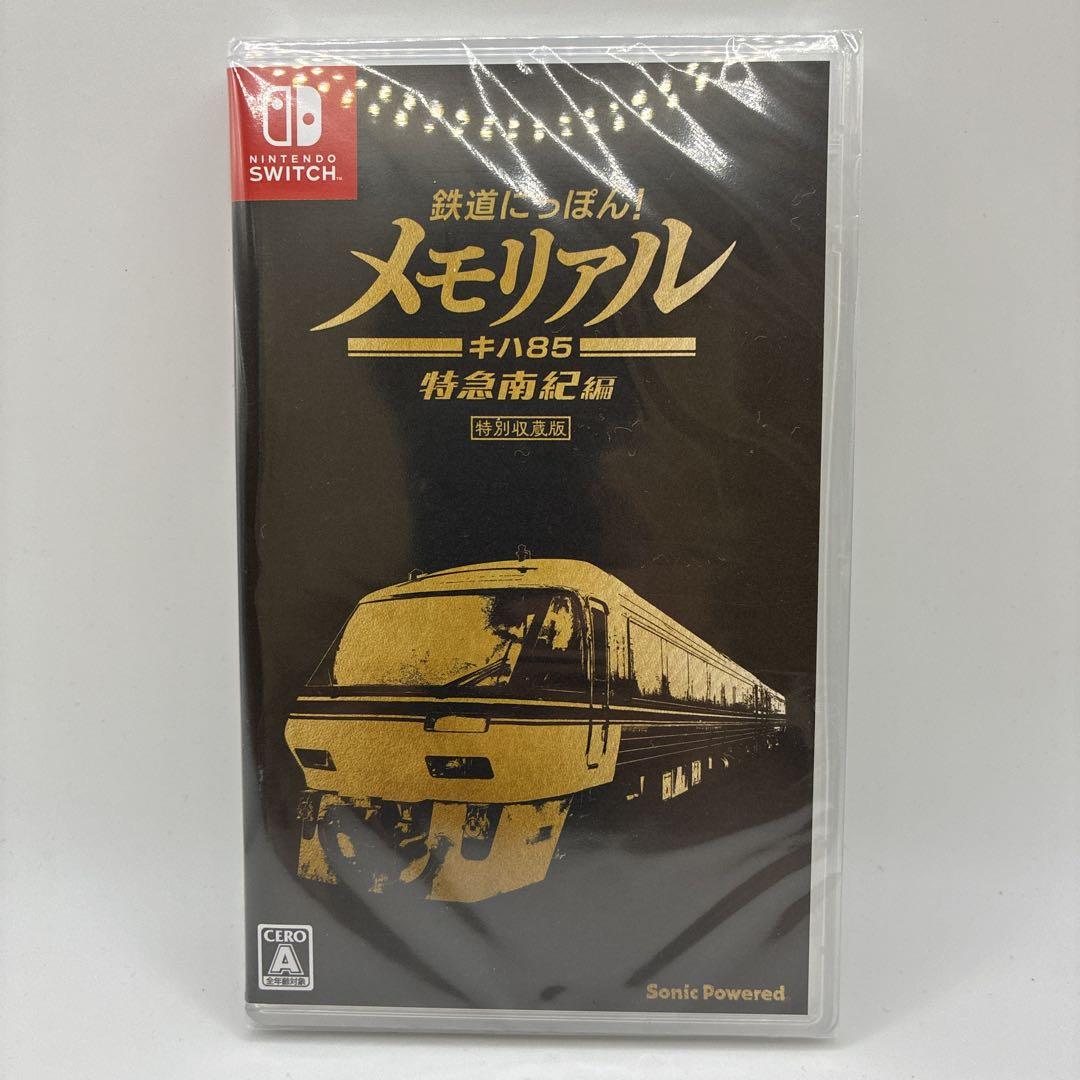 NINTENDO
SWITCH™
鉄道にっぽん!
メモリアル
キハ85
特急南紀編
特別収蔵版
CERO
A
全年齢対象
Sonic Powered